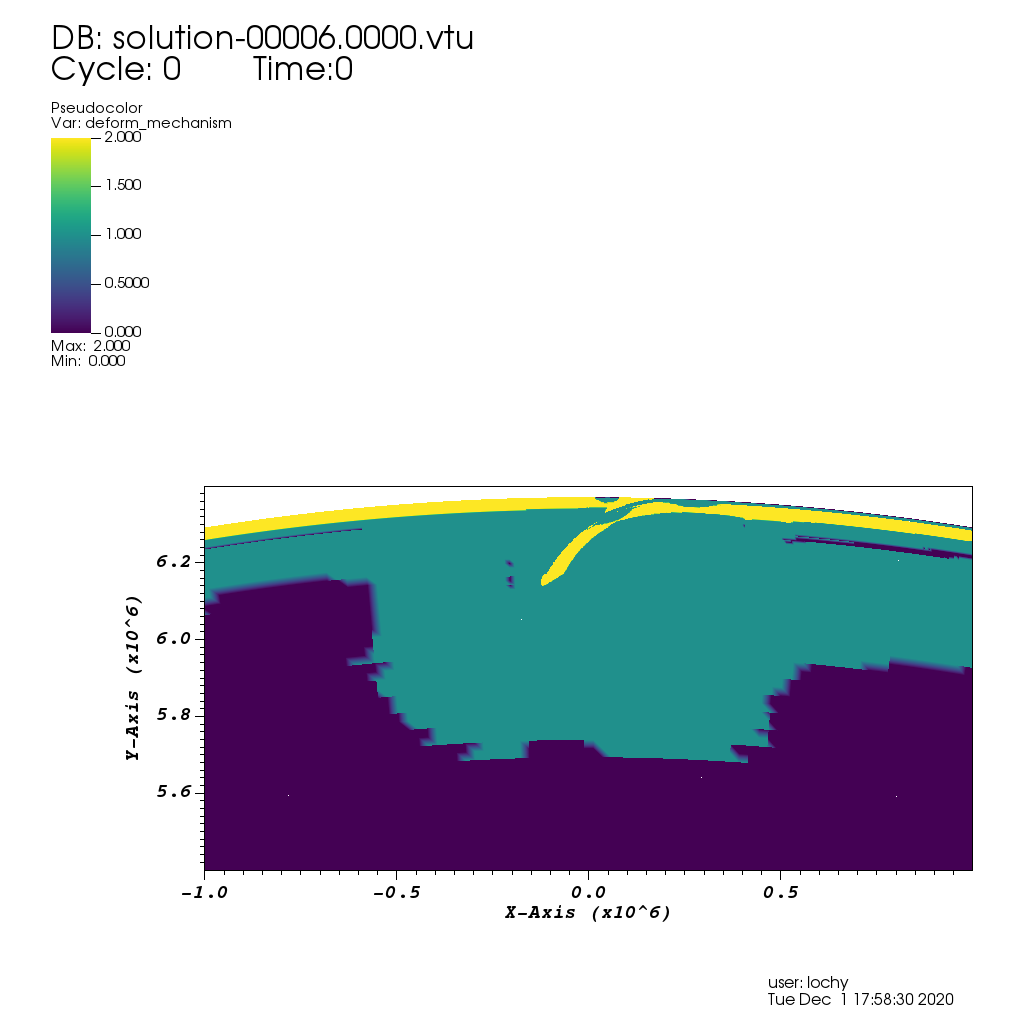 DB: solution-00006.0000.vtu
Cycle: 0 Time:0
Pseudocolor
Var: deform_mechanism
2.000
1.500
1.000
0.5000
0.000
Max: 2.000
Min: 0.000
6.2
6.0
5.8
5.6
Y-Axis (x10^6)
-1.0 -0.5 0.0 0.5
X-Axis (x10^6)
user: lochy
Tue Dec 1 17:58:30 2020